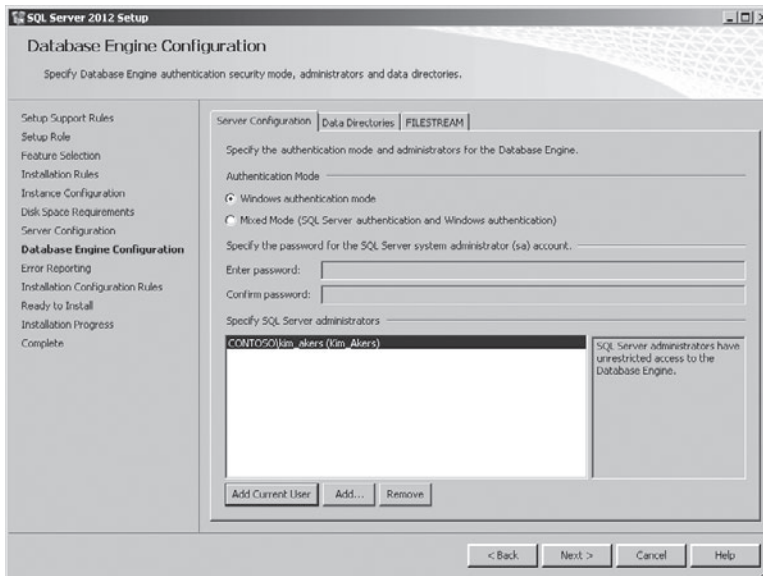 SQL Server 2012 Setup
Database Engine Configuration
Specify Database Engine authentication security mode, administrators and data directories.
Setup Support Rules
Setup Role
Feature Selection
Installation Rules
Instance Configuration
Disk Space Requirements
Server Configuration
Database Engine Configuration
Error Reporting
Installation Configuration Rules
Ready to Install
Installation Progress
Complete
Server Configuration
Data Directories
FILESTREAM
Specify the authentication mode and administrators for the Database Engine.
Authentication Mode
Windows authentication mode
Mixed Mode (SQL Server authentication and Windows authentication)
Specify the password for the SQL Server system administrator (sa) account.
Enter password:
Confirm password:
Specify SQL Server administrators
CONTOSO\kim_akers (Kim_Akers)
SQL Server administrators have
unrestricted access to the
Database Engine.
Add Current User
Add...
Remove
< Back
Next >
Cancel
Help